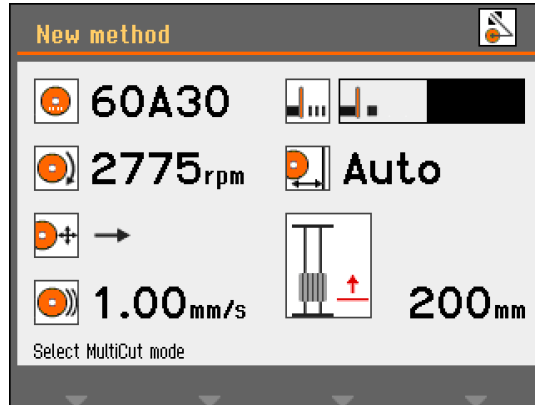 New method
60A30
2775rpm
Auto
1.00mm/s
200mm
Select MultiCut mode